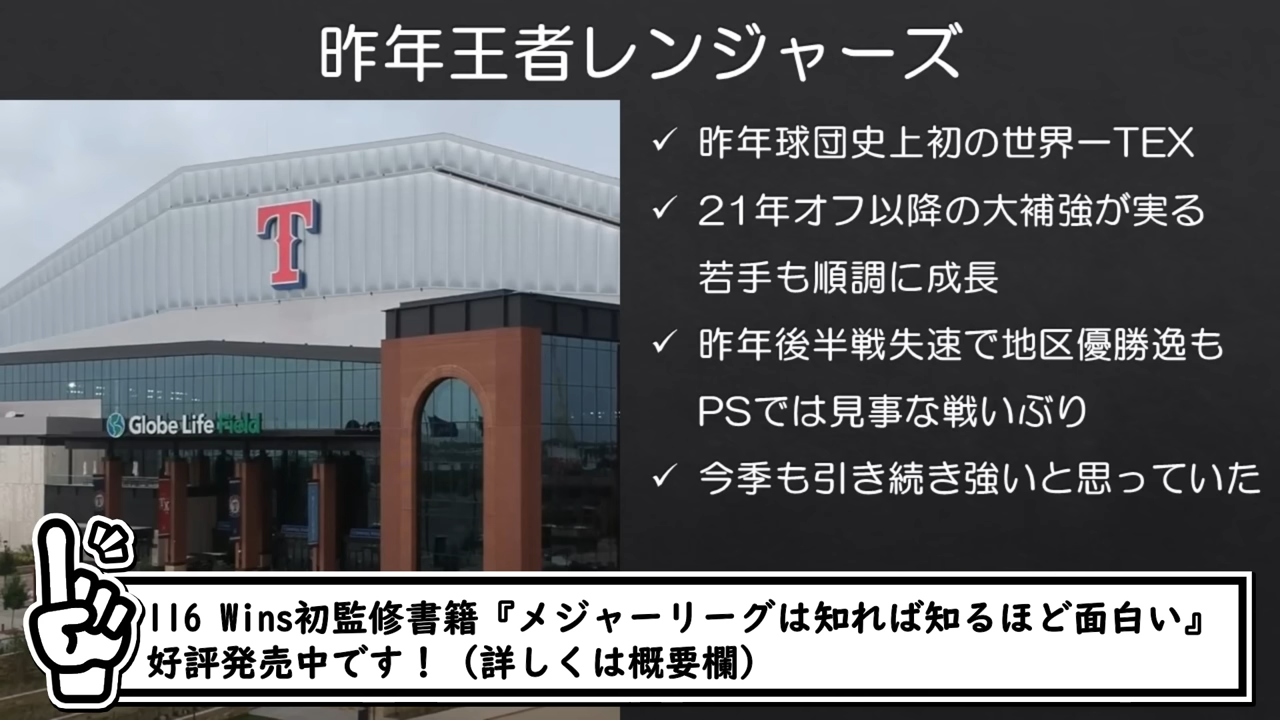 昨年王者レンジャーズ
✓ 昨年球団史上初の世界一TEX
✓ 21年オフ以降の大補強が実る
若手も順調に成長
✓ 昨年後半戦失速で地区優勝逸も
PSでは見事な戦いぶり
✓ 今季も引き続き強いと思っていた
T
Globe Life Field
116 Wins初監修書籍『メジャーリーグは知れば知るほど面白い』
好評発売中です！（詳しくは概要欄）